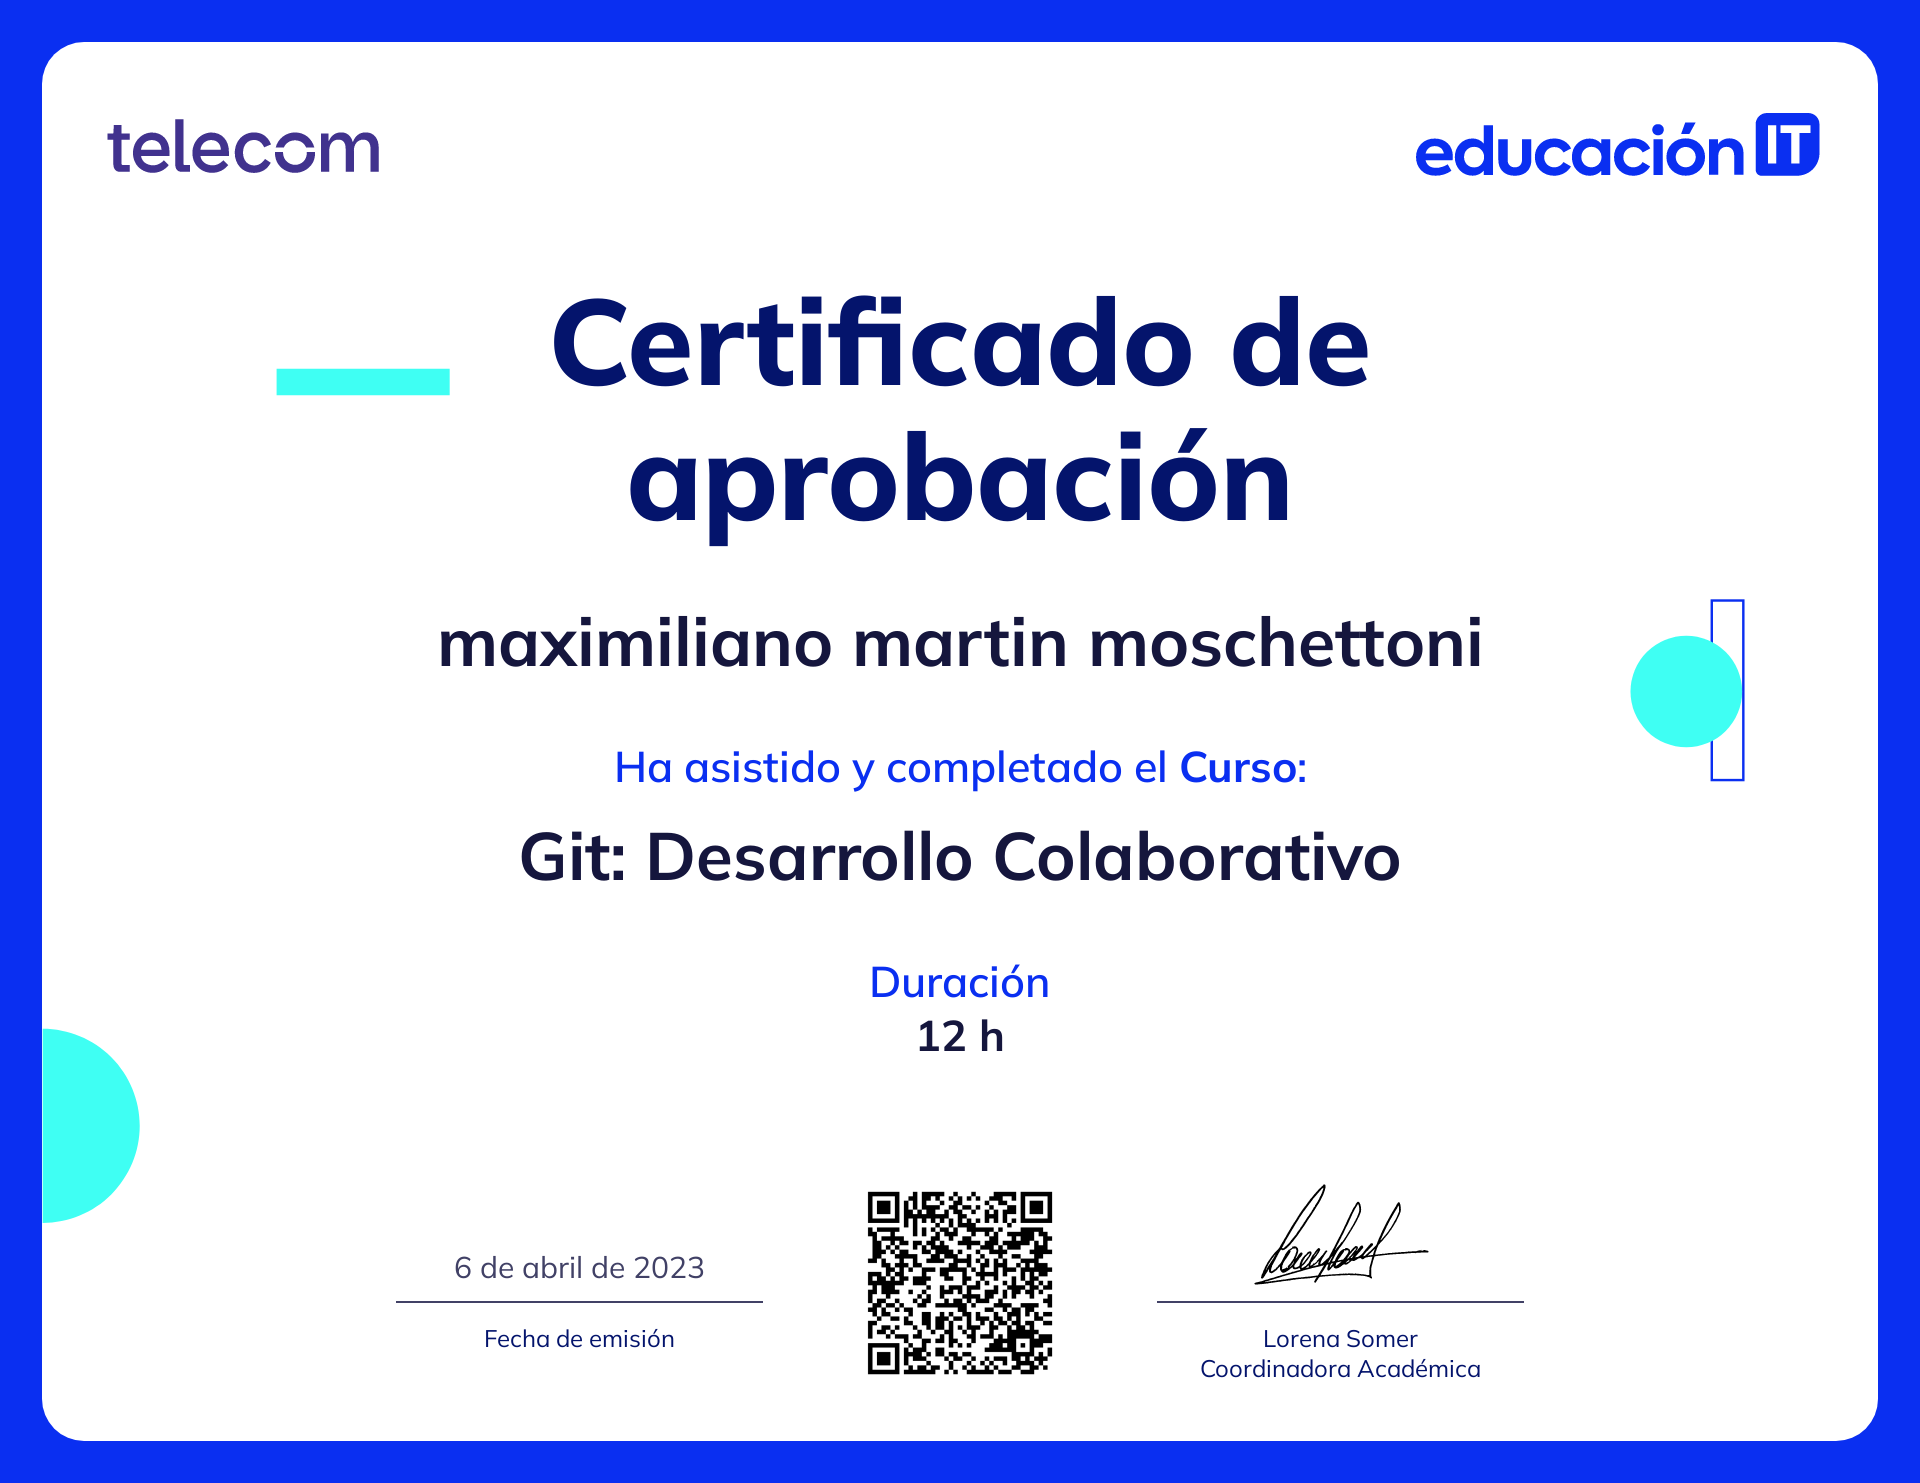 telecom
educación IT
Certificado de
aprobación
maximiliano martin moschettoni
Ha asistido y completado el Curso:
Git: Desarrollo Colaborativo
Duración
12 h
6 de abril de 2023
Fecha de emisión
Lorena Somer
Coordinadora Académica